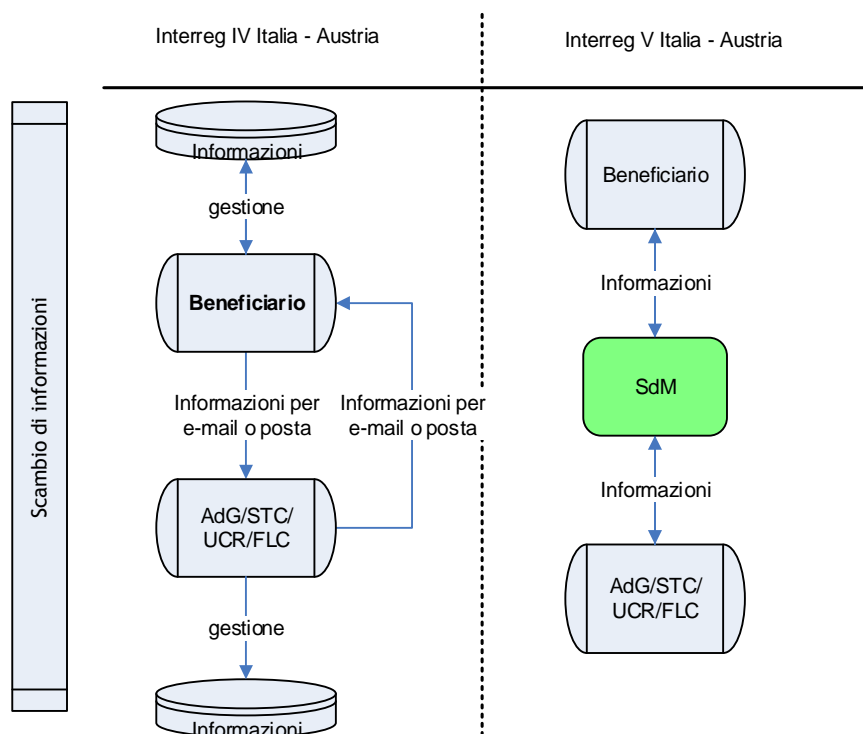 Interreg IV Italia - Austria
Interreg V Italia - Austria
Scambio di informazioni
Informazioni
gestione
Beneficiario
Informazioni per
e-mail o posta
Informazioni per
e-mail o posta
AdG/STC/
UCR/FLC
gestione
Informazioni
Beneficiario
Informazioni
SdM
Informazioni
AdG/STC/
UCR/FLC